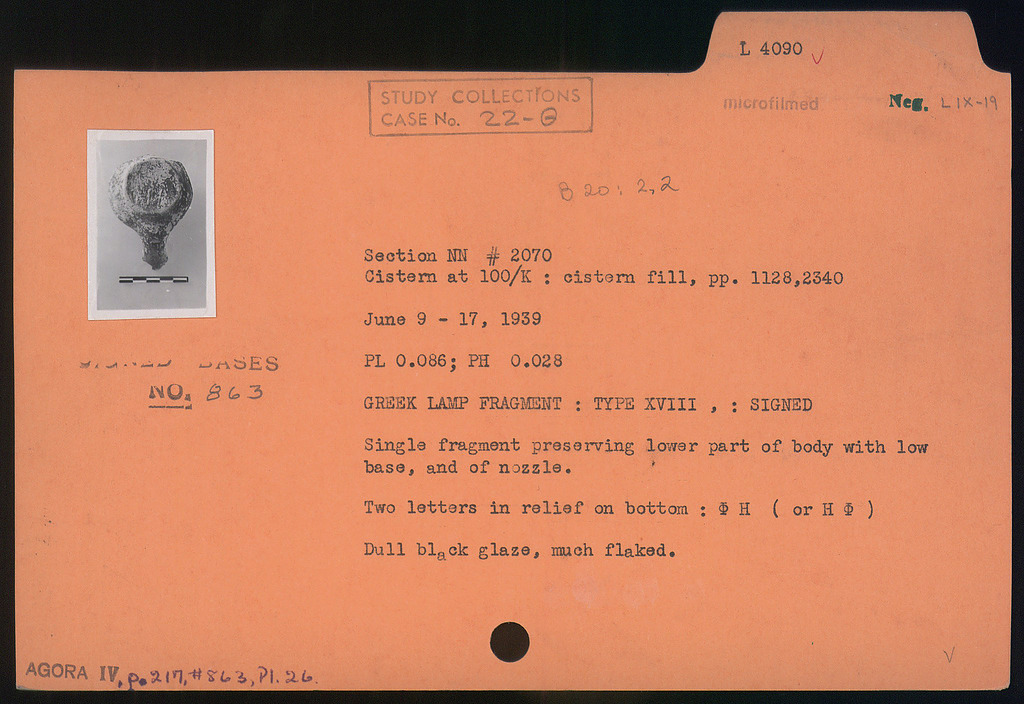 L 4090 ✓
STUDY COLLECTIONS
CASE No. 22-G
microfilmed
Neg. LIX-19
B 20: 2,2
Section NN # 2070
Cistern at 100/K : cistern fill, pp. 1128,2340
June 9 - 17, 1939
PL 0.086; PH 0.028
SIGNED BASES
NO. 863
GREEK LAMP FRAGMENT : TYPE XVIII , : SIGNED
Single fragment preserving lower part of body with low
base, and of nozzle.
Two letters in relief on bottom : Φ H ( or H Φ )
Dull black glaze, much flaked.
AGORA IV, p. 217, #863, Pl. 26.
✓